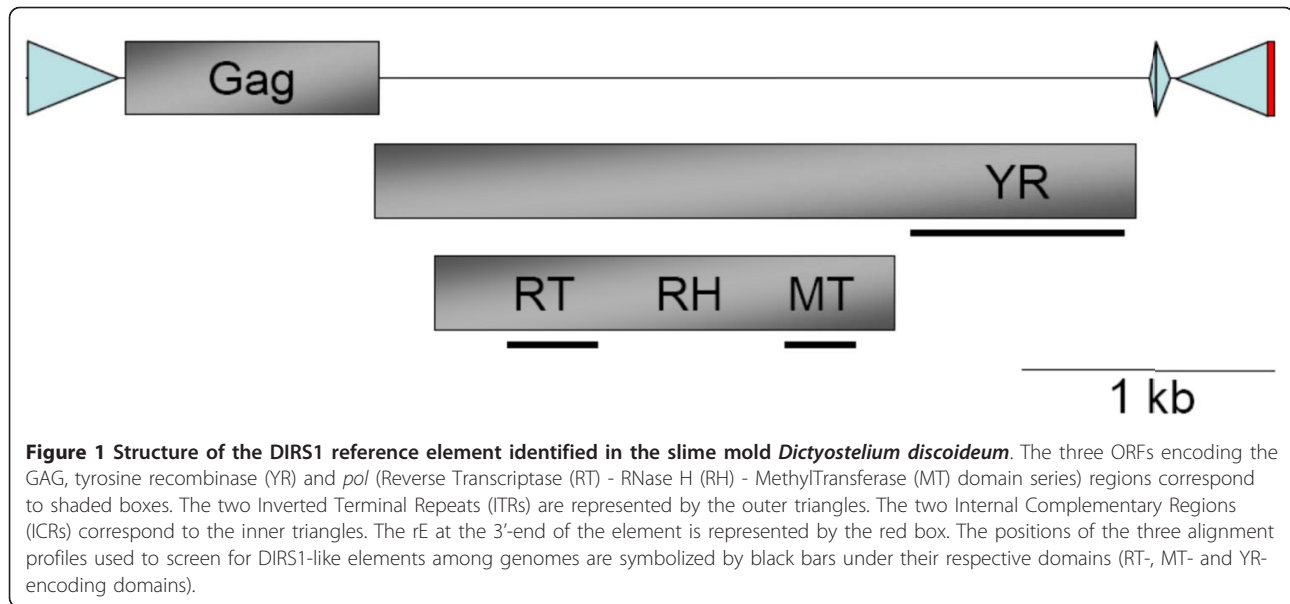 Gag
YR
RT RH MT
1 kb
Figure 1 Structure of the DIRS1 reference element identified in the slime mold Dictyostelium discoideum. The three ORFs encoding the
GAG, tyrosine recombinase (YR) and pol (Reverse Transcriptase (RT) - RNase H (RH) - MethylTransferase (MT) domain series) regions correspond
to shaded boxes. The two Inverted Terminal Repeats (ITRs) are represented by the outer triangles. The two Internal Complementary Regions
(ICRs) correspond to the inner triangles. The rE at the 3'-end of the element is represented by the red box. The positions of the three alignment
profiles used to screen for DIRS1-like elements among genomes are symbolized by black bars under their respective domains (RT-, MT- and YR-
encoding domains).